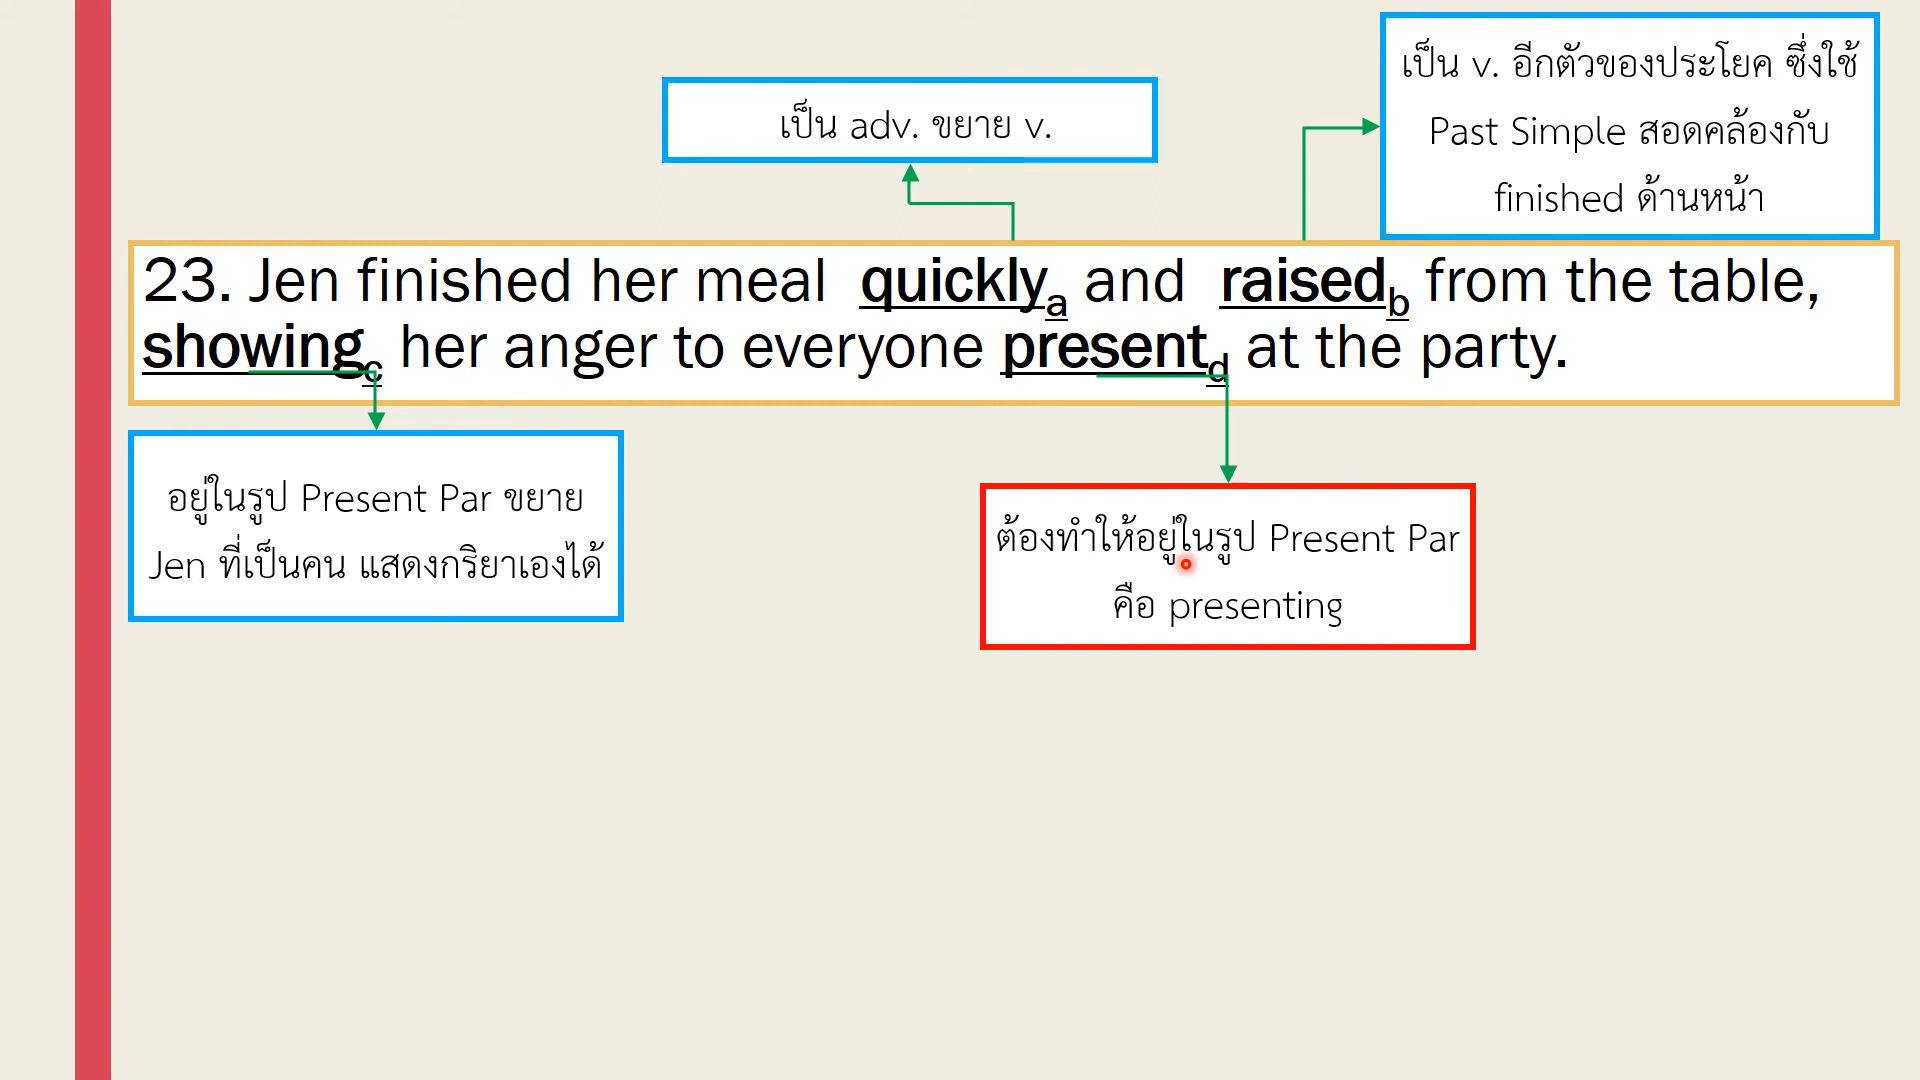 เป็น v. อีกตัวของประโยค ซึ่งใช้
Past Simple สอดคล้องกับ
finished ด้านหน้า
เป็น adv. ขยาย v.
23. Jen finished her meal quickly a and raised b from the table,
showing c her anger to everyone present d at the party.
อยู่ในรูป Present Par ขยาย
Jen ที่เป็นคน แสดงกริยาเองได้
ต้องทำให้อยู่ในรูป Present Par
คือ presenting